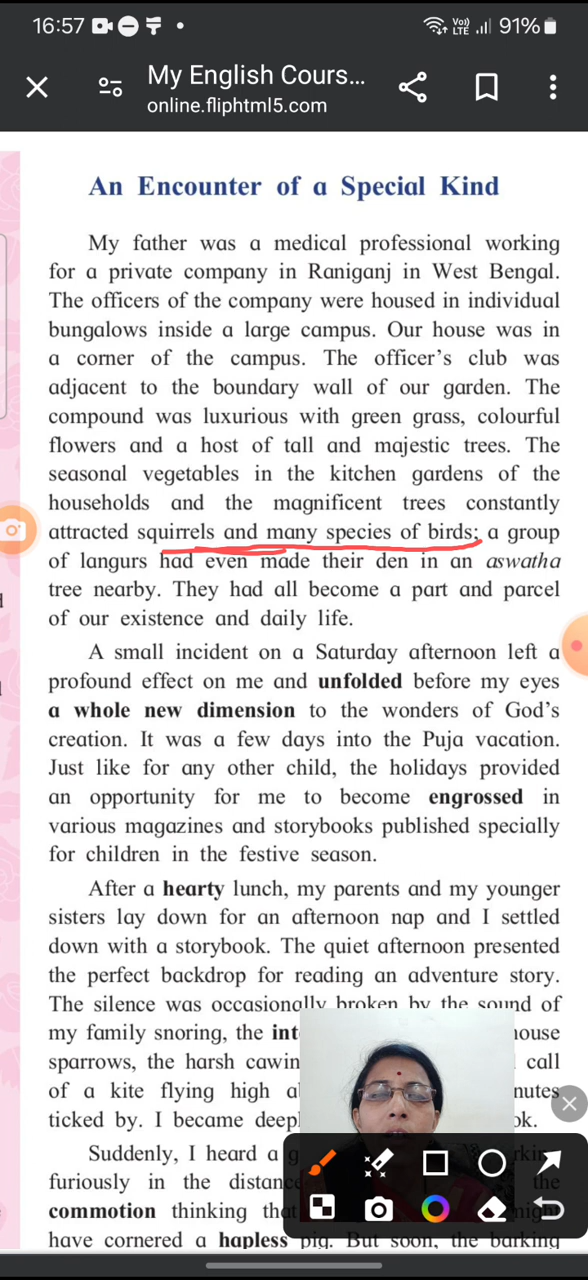 16:57
Vo))
LTE
91%
My English Cours...
online.fliphtml5.com
An Encounter of a Special Kind
My father was a medical professional working
for a private company in Raniganj in West Bengal.
The officers of the company were housed in individual
bungalows inside a large campus. Our house was in
a corner of the campus. The officer's club was
adjacent to the boundary wall of our garden. The
compound was luxurious with green grass, colourful
flowers and a host of tall and majestic trees. The
seasonal vegetables in the kitchen gardens of the
households and the magnificent trees constantly
attracted squirrels and many species of birds; a group
of langurs had even made their den in an aswatha
tree nearby. They had all become a part and parcel
of our existence and daily life.
A small incident on a Saturday afternoon left a
profound effect on me and unfolded before my eyes
a whole new dimension to the wonders of God's
creation. It was a few days into the Puja vacation.
Just like for any other child, the holidays provided
an opportunity for me to become engrossed in
various magazines and storybooks published specially
for children in the festive season.
After a hearty lunch, my parents and my younger
sisters lay down for an afternoon nap and I settled
down with a storybook. The quiet afternoon presented
the perfect backdrop for reading an adventure story.
The silence was occasionally broken by the sound of
my family snoring, the
sparrows, the harsh call
of a kite flying high
ticked by. I became
Suddenly, I heard a
furiously in the the
commotion thinking
have cornered a hapless pig. But soon, the barking